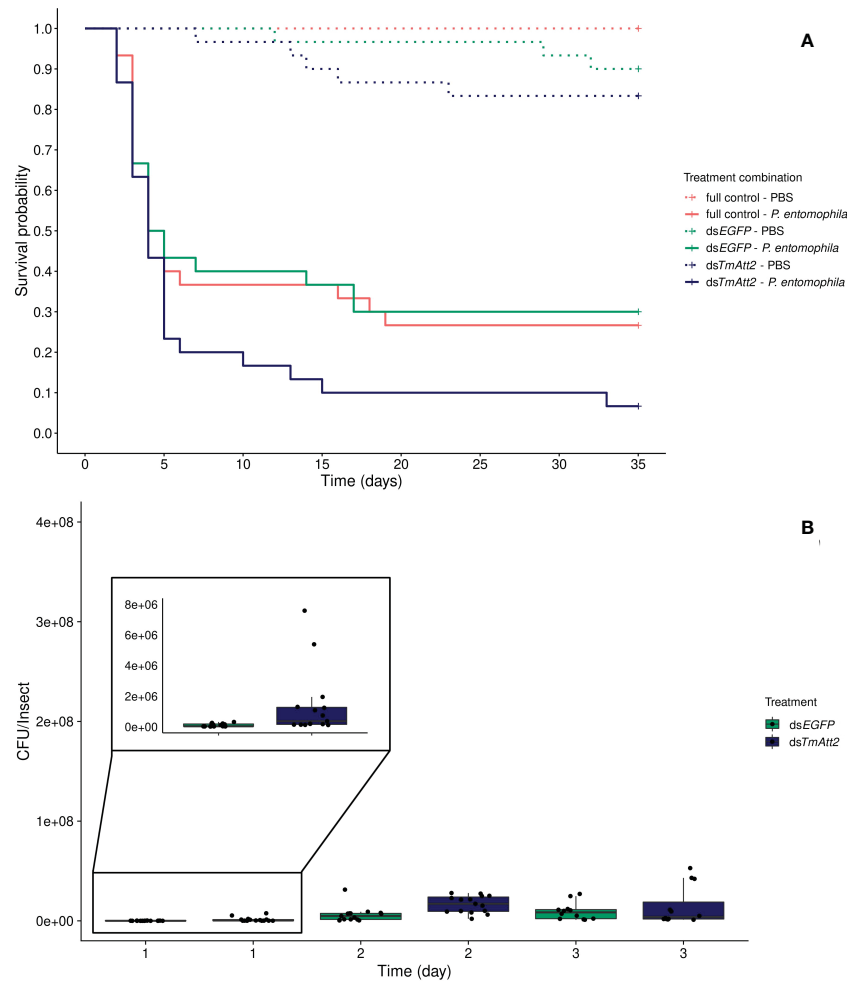 A
1.0
0.9
0.8
0.7
0.6
0.5
0.4
0.3
0.2
0.1
0.0
Survival probability
0 5 10 15 20 25 30 35
Time (days)
Treatment combination
full control - PBS
full control - P. entomophila
dsEGFP - PBS
dsEGFP - P. entomophila
dsTmAtt2 - PBS
dsTmAtt2 - P. entomophila
B
4e+08
3e+08
2e+08
1e+08
0e+00
CFU/Insect
8e+06
6e+06
4e+06
2e+06
0e+00
1 1 2 2 3 3
Time (day)
Treatment
dsEGFP
dsTmAtt2